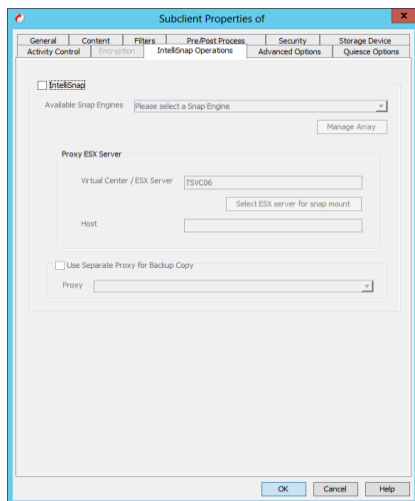 Subclient Properties of
General Content Filters Pre/Post Process Security Storage Device
Activity Control Encryption IntelliSnap Operations Advanced Options Quiesce Options
IntelliSnap
Available Snap Engines Please select a Snap Engine
Manage Array
Proxy ESX Server
Virtual Center / ESX Server TSVC06
Select ESX server for snap mount
Host
Use Separate Proxy for Backup Copy
Proxy
OK Cancel Help